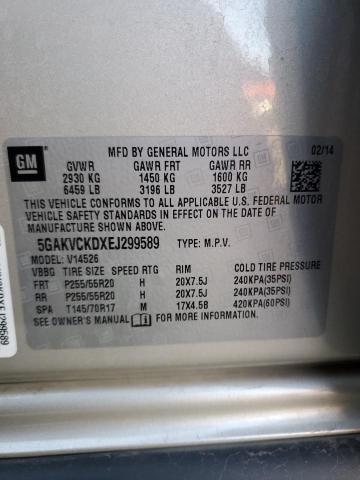 GM
MFD BY GENERAL MOTORS LLC 02/14
GVWR GAWR FRT GAWR RR
2930 KG 1450 KG 1600 KG
6459 LB 3196 LB 3527 LB
THIS VEHICLE CONFORMS TO ALL APPLICABLE U.S. FEDERAL MOTOR
VEHICLE SAFETY, BUMPER, AND THEFT PREVENTION STANDARDS IN
EFFECT ON THE DATE OF MANUFACTURE SHOWN ABOVE.
5GAKVCKDXEJ299589 TYPE: M.P.V.
MODEL: V14526
VBBG TIRE SIZE SPEED RTG RIM COLD TIRE PRESSURE
FRT P255/55R20 H 20X7.5J 240KPA(35PSI)
RR P255/55R20 H 20X7.5J 240KPA(35PSI)
SPA T145/70R17 M 17X4.5B 420KPA(60PSI)
SEE OWNER'S MANUAL FOR MORE INFORMATION.